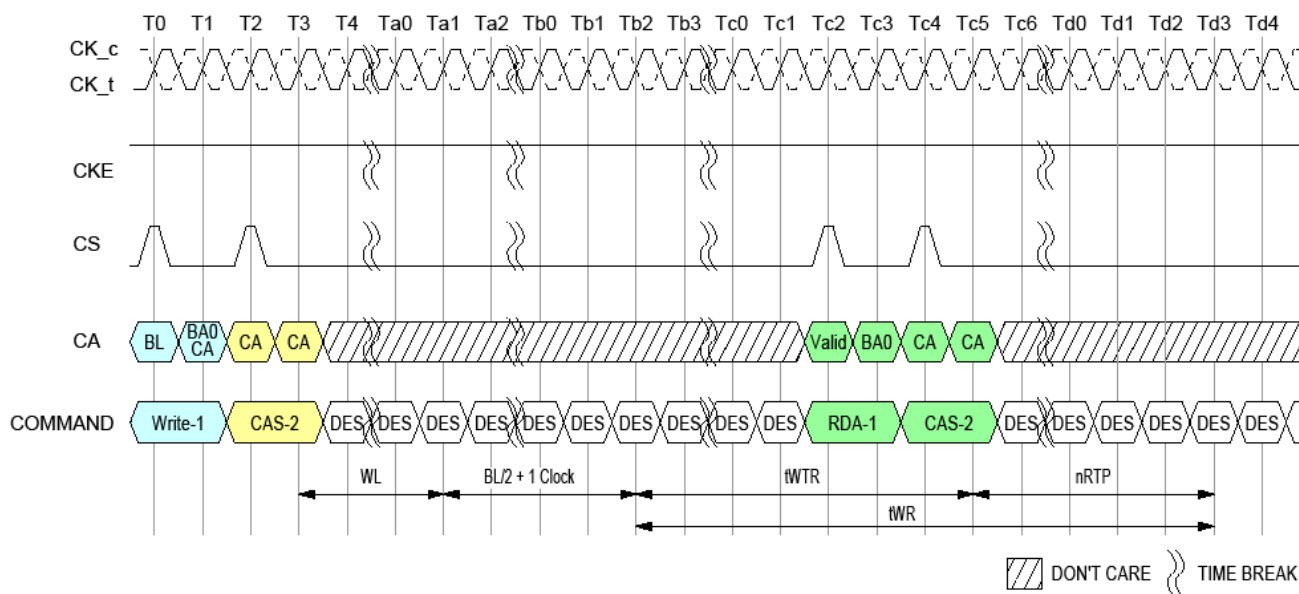 T0 T1 T2 T3 T4 Ta0 Ta1 Ta2 Tb0 Tb1 Tb2 Tb3 Tc0 Tc1 Tc2 Tc3 Tc4 Tc5 Tc6 Td0 Td1 Td2 Td3 Td4
CK_c
CK_t
CKE
CS
CA BL BA0 CA CA CA Valid BA0 CA CA
COMMAND Write-1 CAS-2 DES DES DES DES DES DES DES DES DES DES RDA-1 CAS-2 DES DES DES DES DES DES
WL BL/2 + 1 Clock tWTR nRTP
tWR
DON'T CARE TIME BREAK